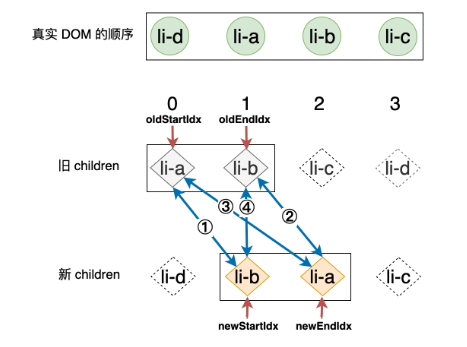 真实 DOM 的顺序
li-d li-a li-b li-c
0 1 2 3
oldStartIdx oldEndIdx
旧 children
li-a li-b li-c li-d
③ ④ ②
①
新 children
li-d li-b li-a li-c
newStartIdx newEndIdx